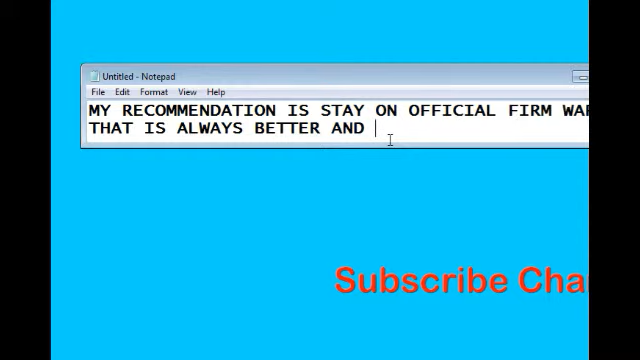 Untitled - Notepad
File Edit Format View Help
MY RECOMMENDATION IS STAY ON OFFICIAL FIRM
THAT IS ALWAYS BETTER AND
Subscribe